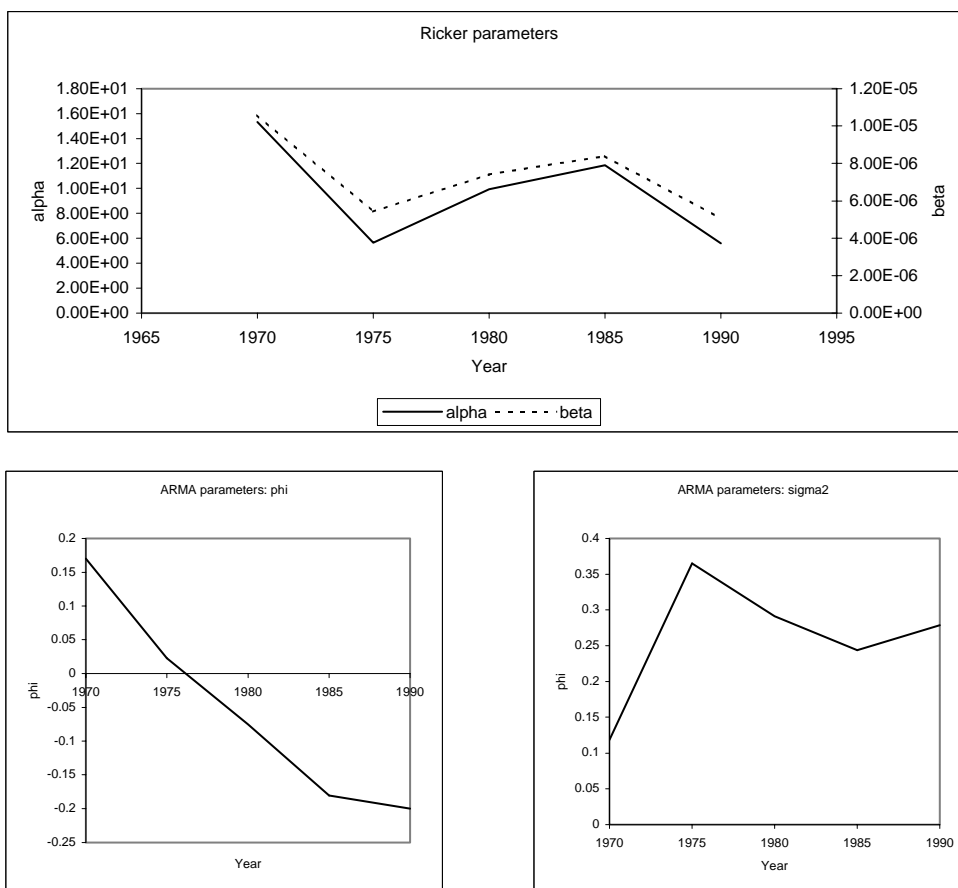 Ricker parameters
1.80E+01
1.60E+01
1.40E+01
1.20E+01
1.00E+01
8.00E+00
6.00E+00
4.00E+00
2.00E+00
0.00E+00
alpha
1.20E-05
1.00E-05
8.00E-06
6.00E-06
4.00E-06
2.00E-06
0.00E+00
beta
1965 1970 1975 1980 1985 1990 1995
Year
alpha beta
ARMA parameters: phi
0.2
0.15
0.1
0.05
0
-0.05
-0.1
-0.15
-0.2
-0.25
phi
1970 1975 1980 1985 1990
Year
ARMA parameters: sigma2
0.4
0.35
0.3
0.25
0.2
0.15
0.1
0.05
0
phi
1970 1975 1980 1985 1990
Year